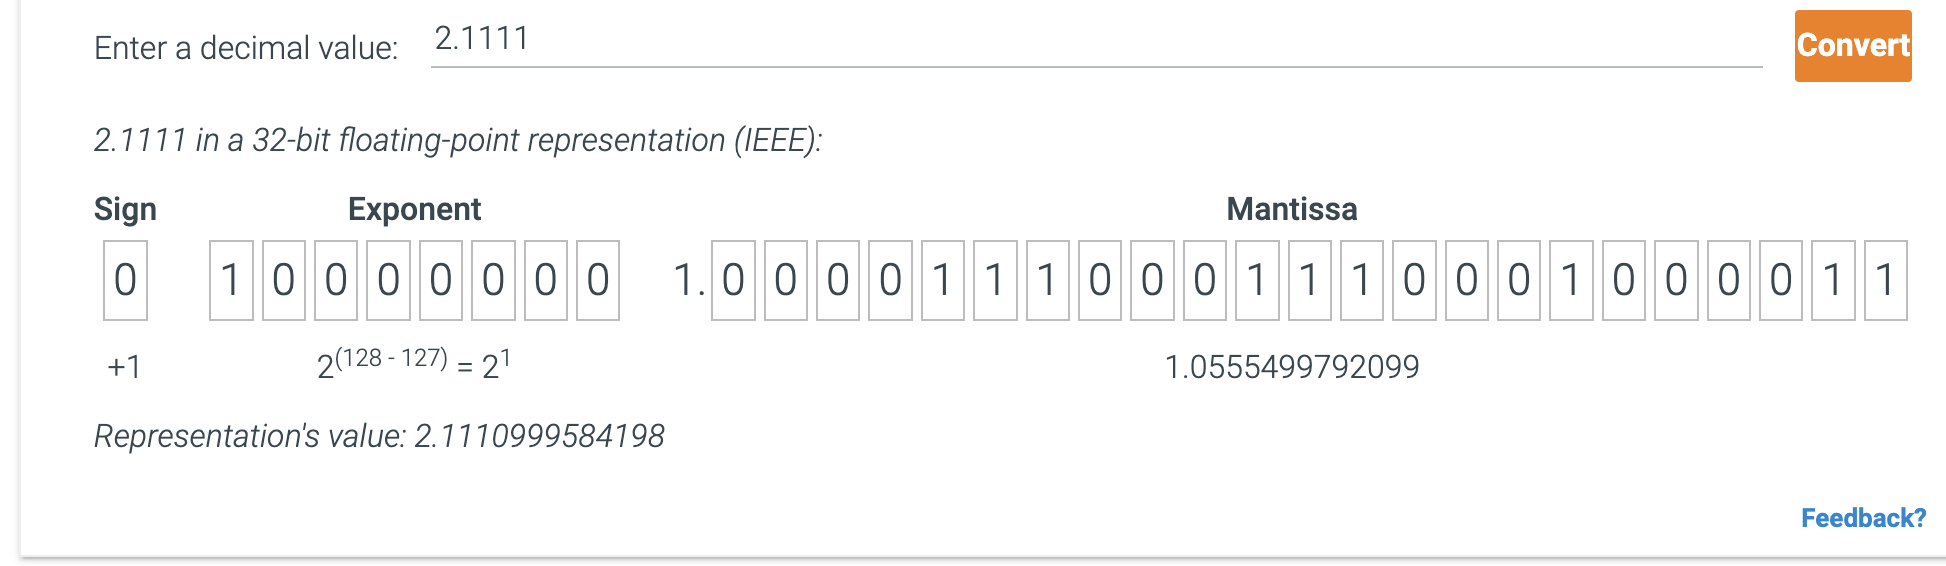 Enter a decimal value: 2.1111 Convert
2.1111 in a 32-bit floating-point representation (IEEE):
Sign Exponent Mantissa
0 1 0 0 0 0 0 0 0 1. 0 0 0 0 1 1 1 0 0 0 1 1 1 0 0 0 1 0 0 0 0 1 1
+1 2(128 - 127) = 21 1.0555499792099
Representation's value: 2.1110999584198
Feedback?